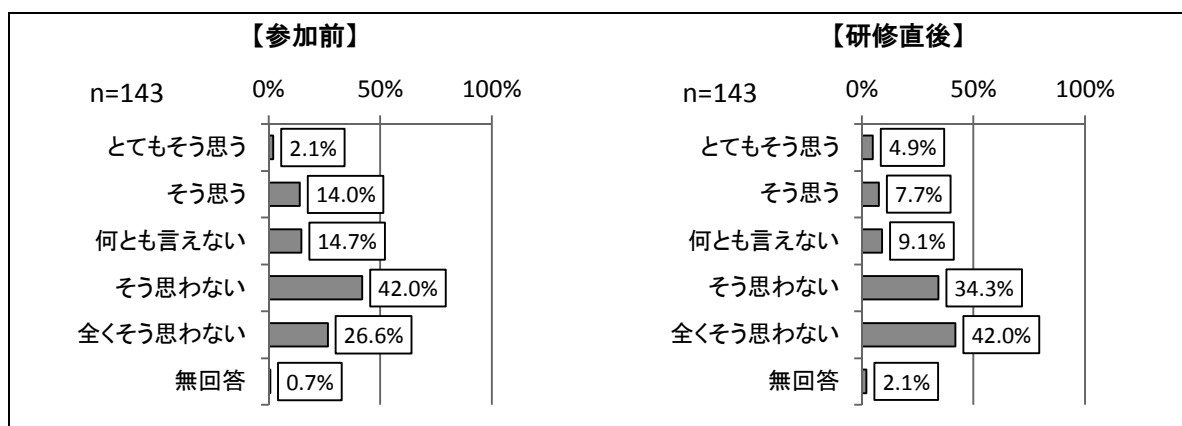 【参加前】
n=143
0% 50% 100%
とてもそう思う 2.1%
そう思う 14.0%
何とも言えない 14.7%
そう思わない 42.0%
全くそう思わない 26.6%
無回答 0.7%
【研修直後】
n=143
0% 50% 100%
とてもそう思う 4.9%
そう思う 7.7%
何とも言えない 9.1%
そう思わない 34.3%
全くそう思わない 42.0%
無回答 2.1%